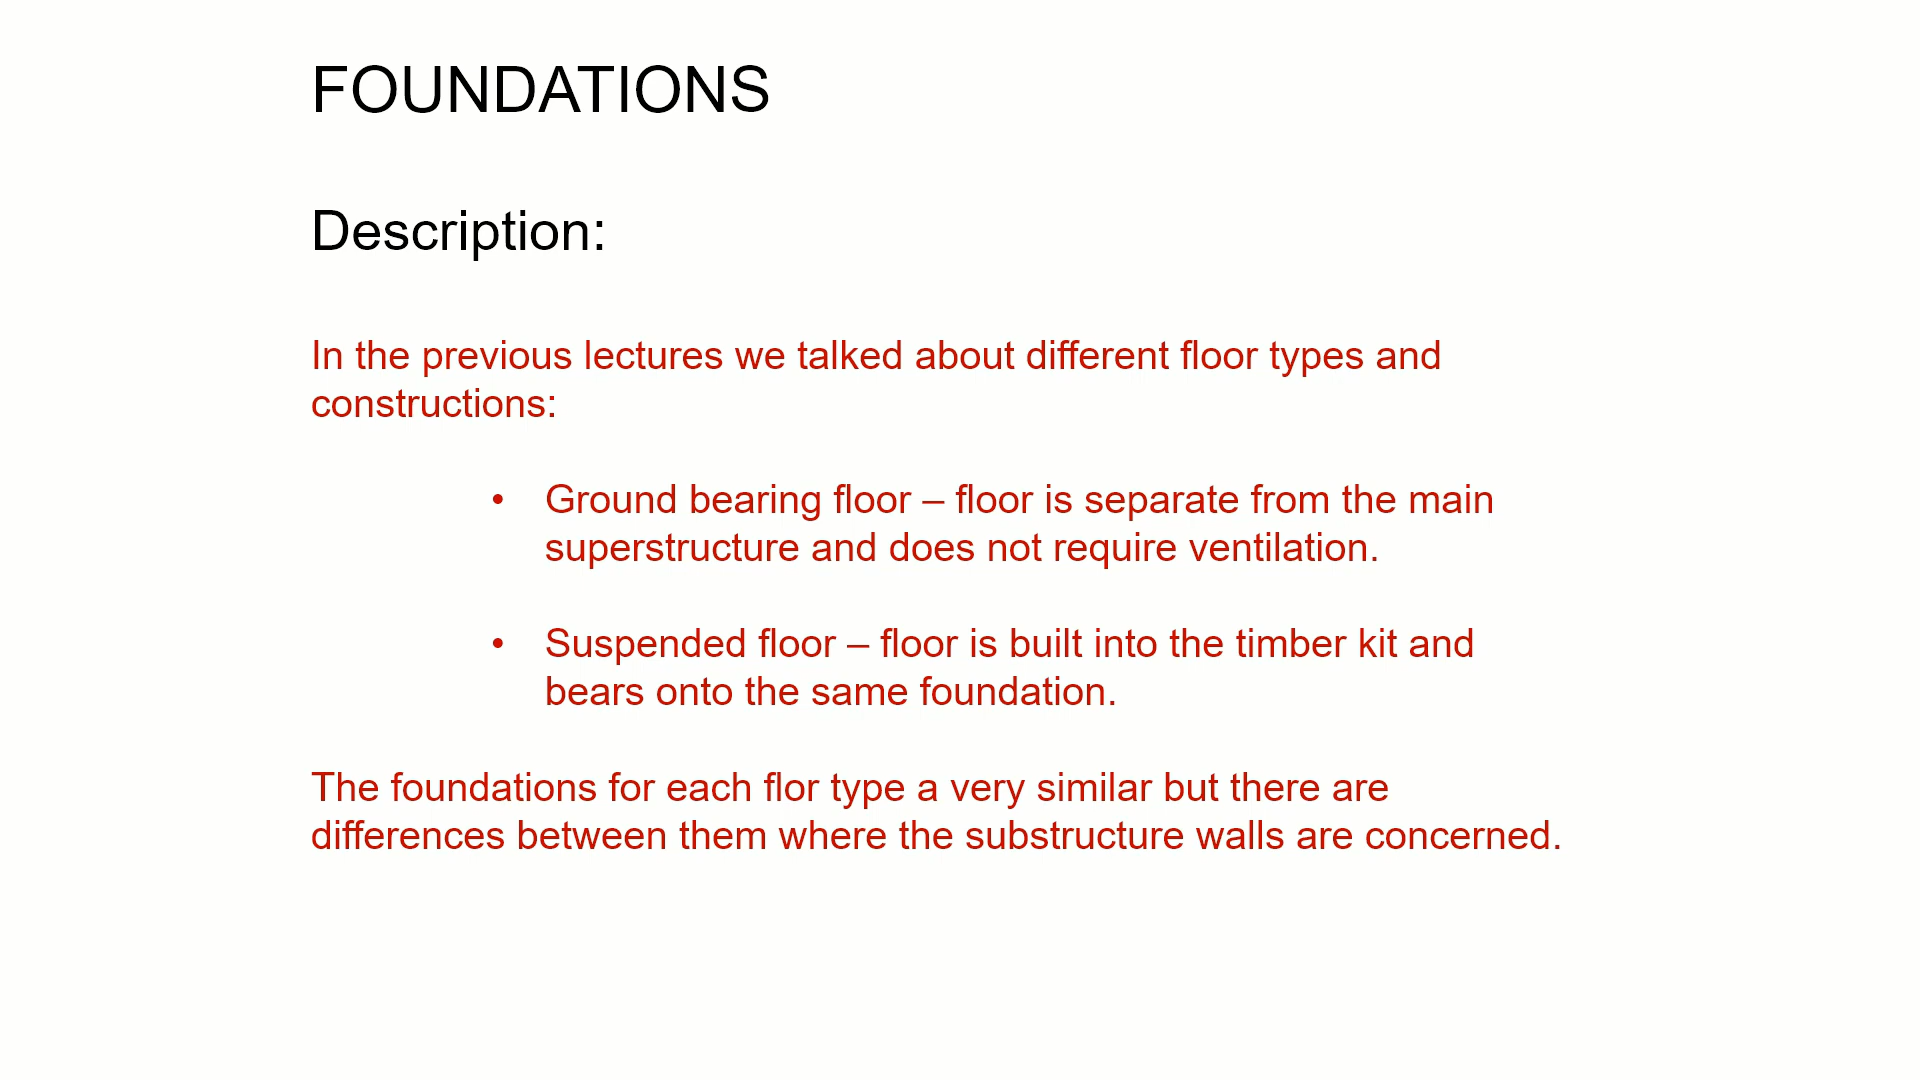 FOUNDATIONS
Description:
In the previous lectures we talked about different floor types and
constructions:
• Ground bearing floor – floor is separate from the main
superstructure and does not require ventilation.
• Suspended floor – floor is built into the timber kit and
bears onto the same foundation.
The foundations for each flor type a very similar but there are
differences between them where the substructure walls are concerned.